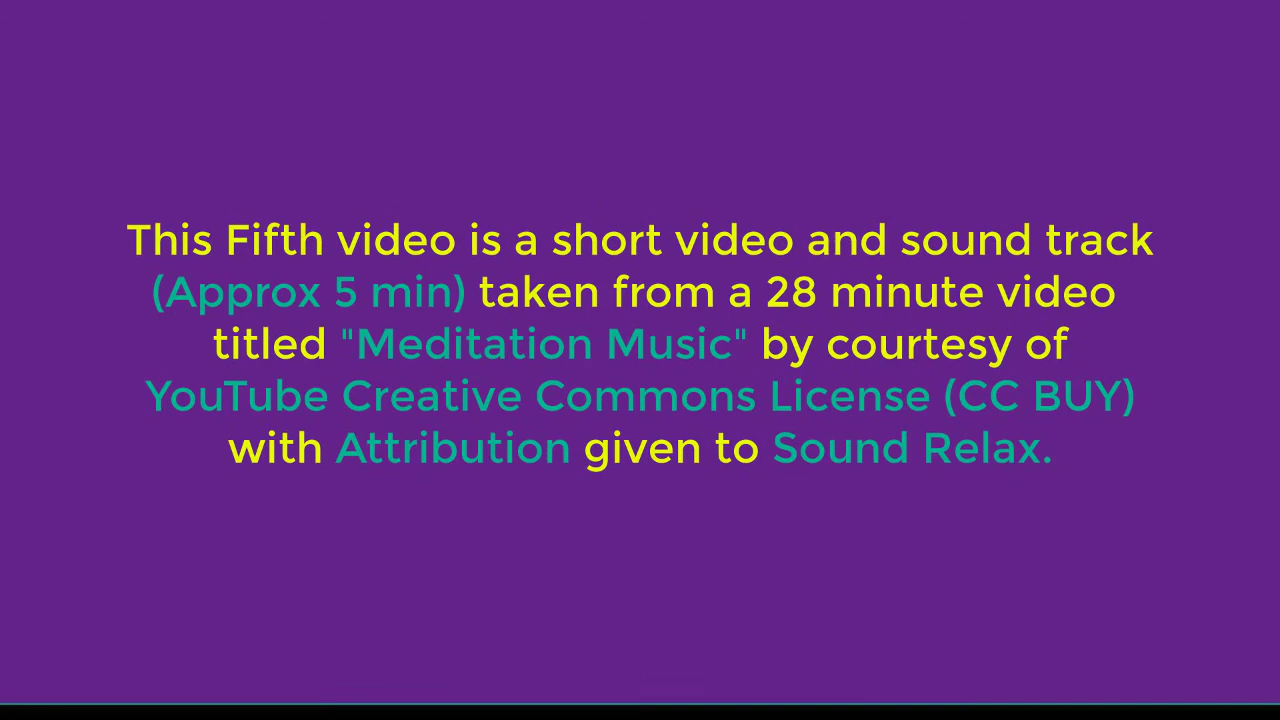 This Fifth video is a short video and sound track
(Approx 5 min) taken from a 28 minute video
titled "Meditation Music" by courtesy of
YouTube Creative Commons License (CC BUY)
with Attribution given to Sound Relax.